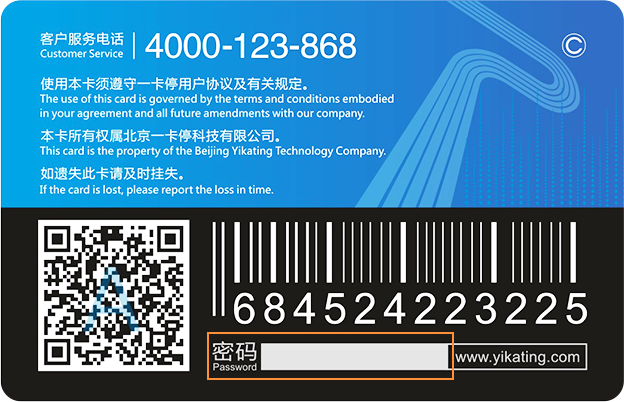 客户服务电话
Customer Service
4000-123-868
©
使用本卡须遵守一卡停用户协议及有关规定。
The use of this card is governed by the terms and conditions embodied
in your agreement and all future amendments with our company.
本卡所有权属北京一卡停科技有限公司。
This card is the property of the Beijing Yikating Technology Company.
如遗失此卡请及时挂失。
If the card is lost, please report the loss in time.
A
684524223225
密码
Password
www.yikating.com